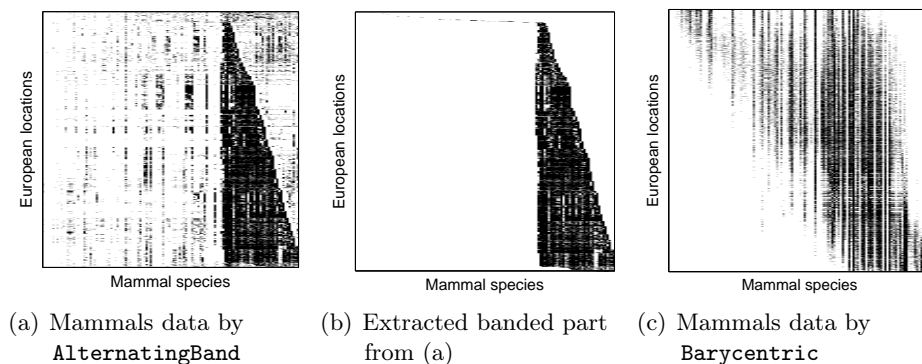 European locations
Mammal species
European locations
Mammal species
European locations
Mammal species
(a) Mammals data by
AlternatingBand
(b) Extracted banded part
from (a)
(c) Mammals data by
Barycentric